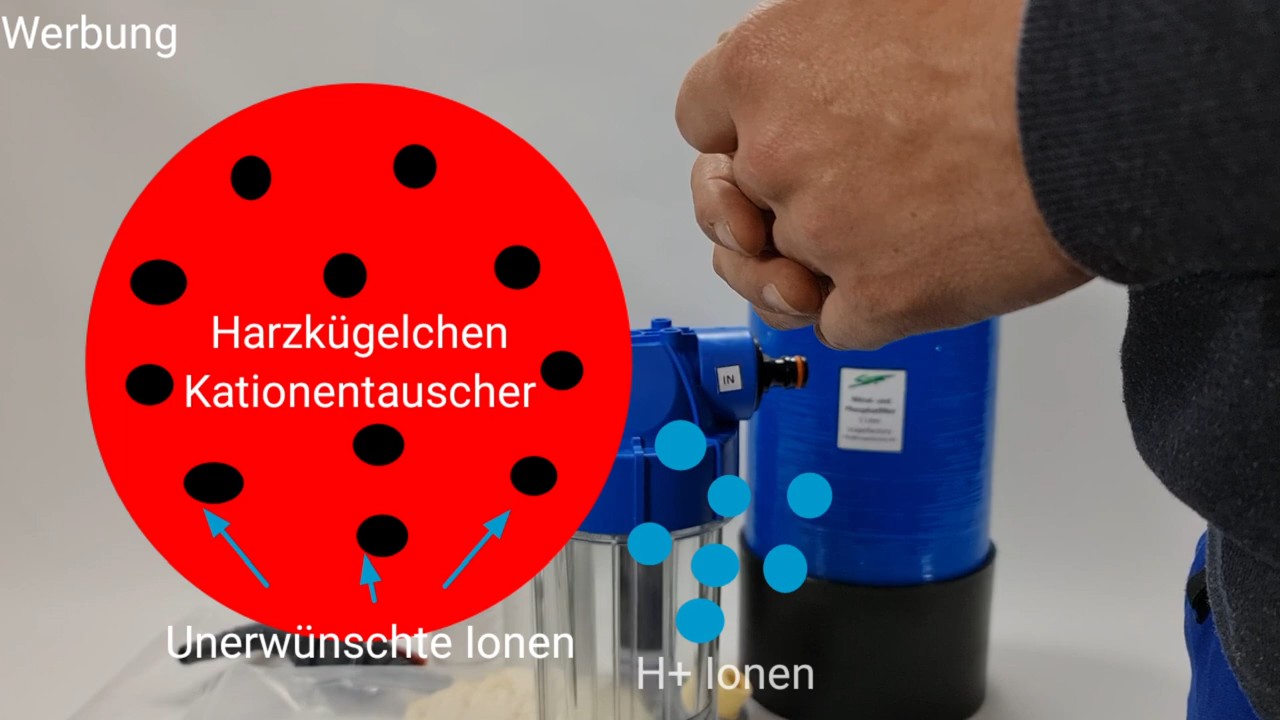 Werbung
Harzkügelchen
Kationentauscher
IN
Unerwünschte Ionen
H+ Ionen